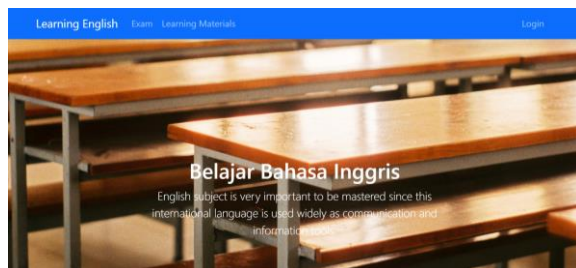 Learning English Exam Learning Materials Login
Belajar Bahasa Inggris
English subject is very important to be mastered since this
international language is used widely as communication and
information tools.